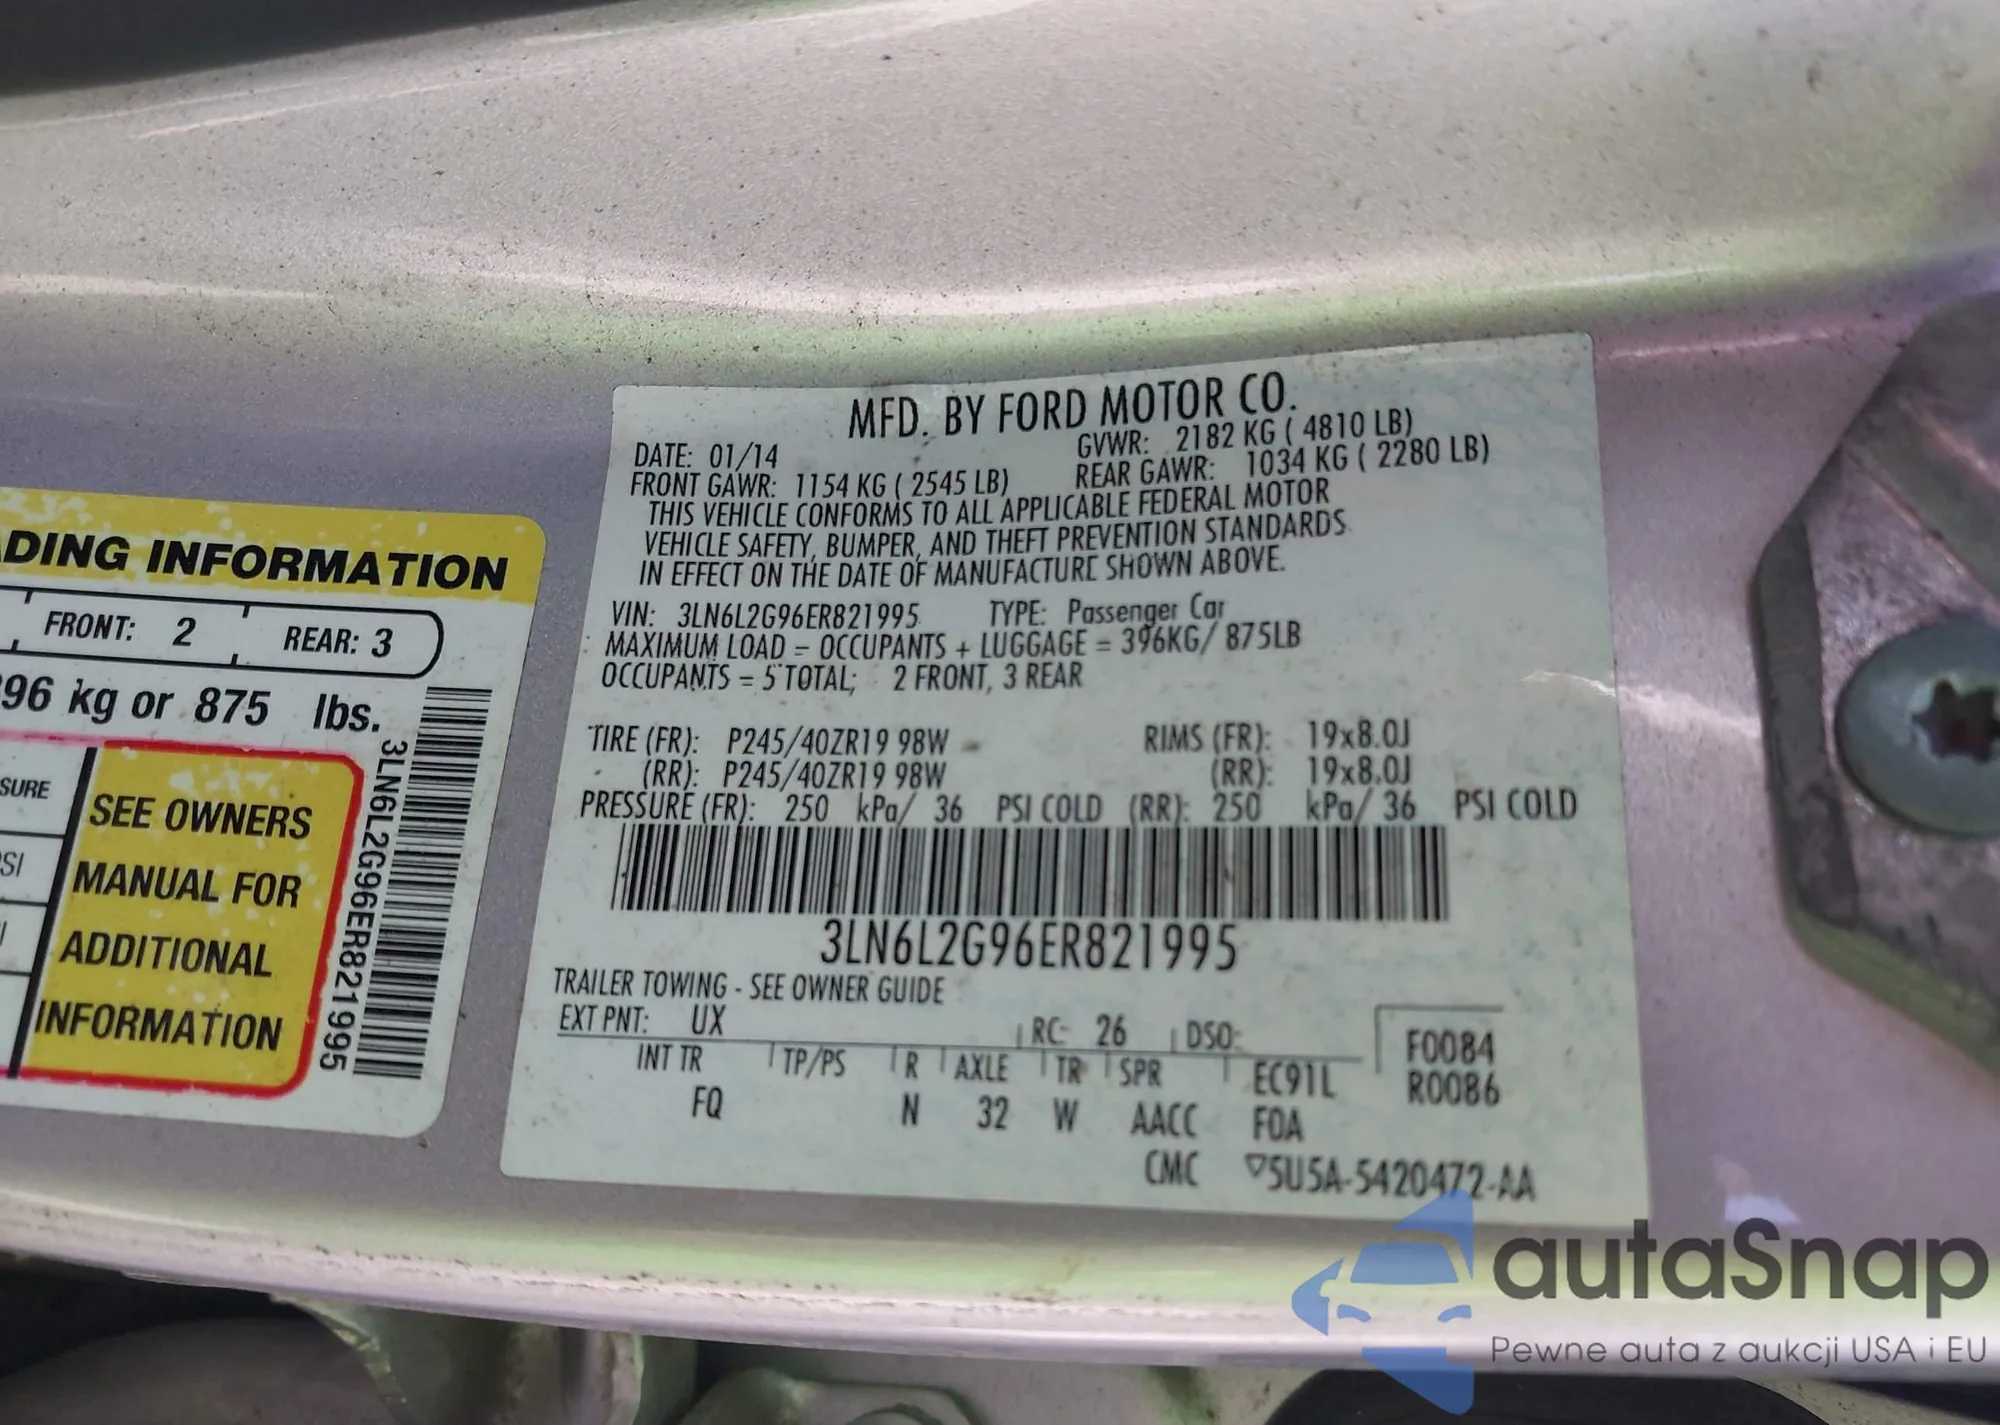 ADING INFORMATION
FRONT: 2 REAR: 3
96 kg or 875 lbs.
SURE
PSI
SEE OWNERS
MANUAL FOR
ADDITIONAL
INFORMATION
3LN6L2G96ER821995
MFD. BY FORD MOTOR CO.
DATE: 01/14 GVWR: 2182 KG ( 4810 LB)
FRONT GAWR: 1154 KG ( 2545 LB) REAR GAWR: 1034 KG ( 2280 LB)
THIS VEHICLE CONFORMS TO ALL APPLICABLE FEDERAL MOTOR
VEHICLE SAFETY, BUMPER, AND THEFT PREVENTION STANDARDS
IN EFFECT ON THE DATE OF MANUFACTURE SHOWN ABOVE.
VIN: 3LN6L2G96ER821995 TYPE: Passenger Car
MAXIMUM LOAD = OCCUPANTS + LUGGAGE = 396KG/ 875LB
OCCUPANTS = 5 TOTAL; 2 FRONT, 3 REAR
TIRE (FR): P245/40ZR19 98W RIMS (FR): 19x8.0J
(RR): P245/40ZR19 98W (RR): 19x8.0J
PRESSURE (FR): 250 kPa/ 36 PSI COLD (RR): 250 kPa/ 36 PSI COLD
3LN6L2G96ER821995
TRAILER TOWING - SEE OWNER GUIDE
EXT PNT: UX RC: 26 DSO: F0084
INT TR TP/PS R AXLE TR SPR EC91L R0086
FQ N 32 W AACC FOA
CMC ▽5U5A-5420472-AA
autaSnap
Pewne auta z aukcji USA i EU